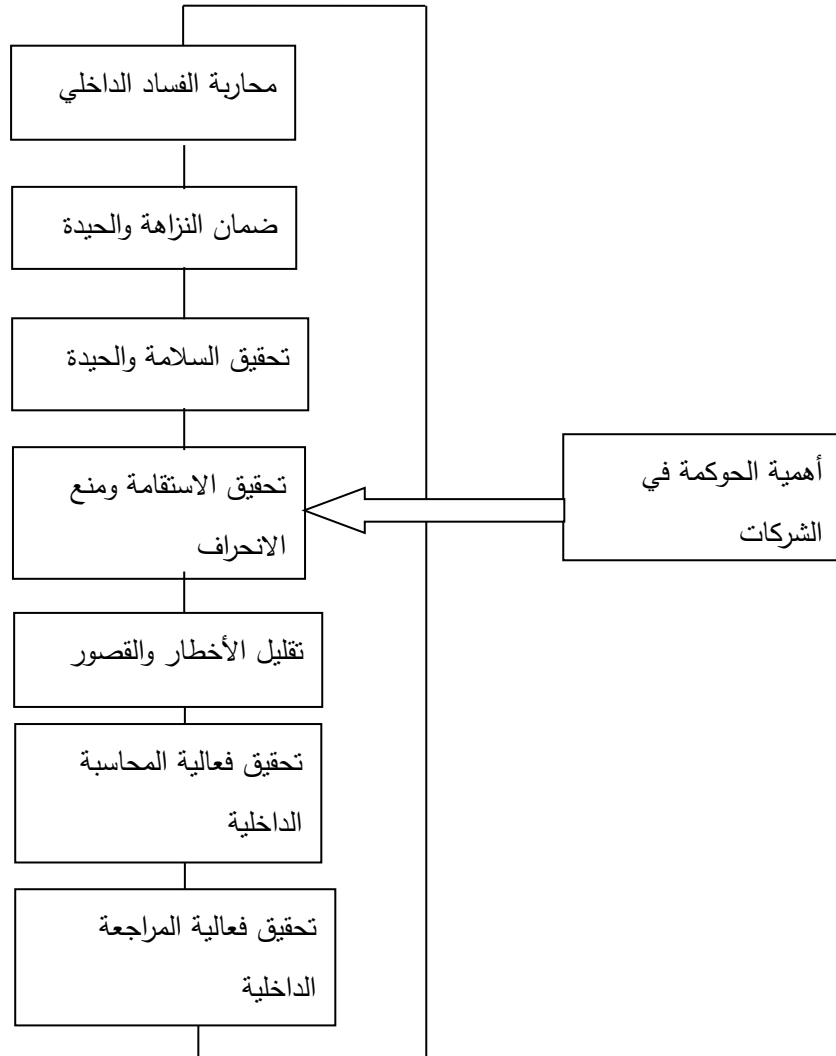 محاربة الفساد الداخلي
ضمان النزاهة والحيدة
تحقيق السلامة والحيدة
تحقيق الاستقامة ومنع
الانحراف
أهمية الحوكمة في
الشركات
تقليل الأخطار والقصور
تحقيق فعالية المحاسبة
الداخلية
تحقيق فعالية المراجعة
الداخلية